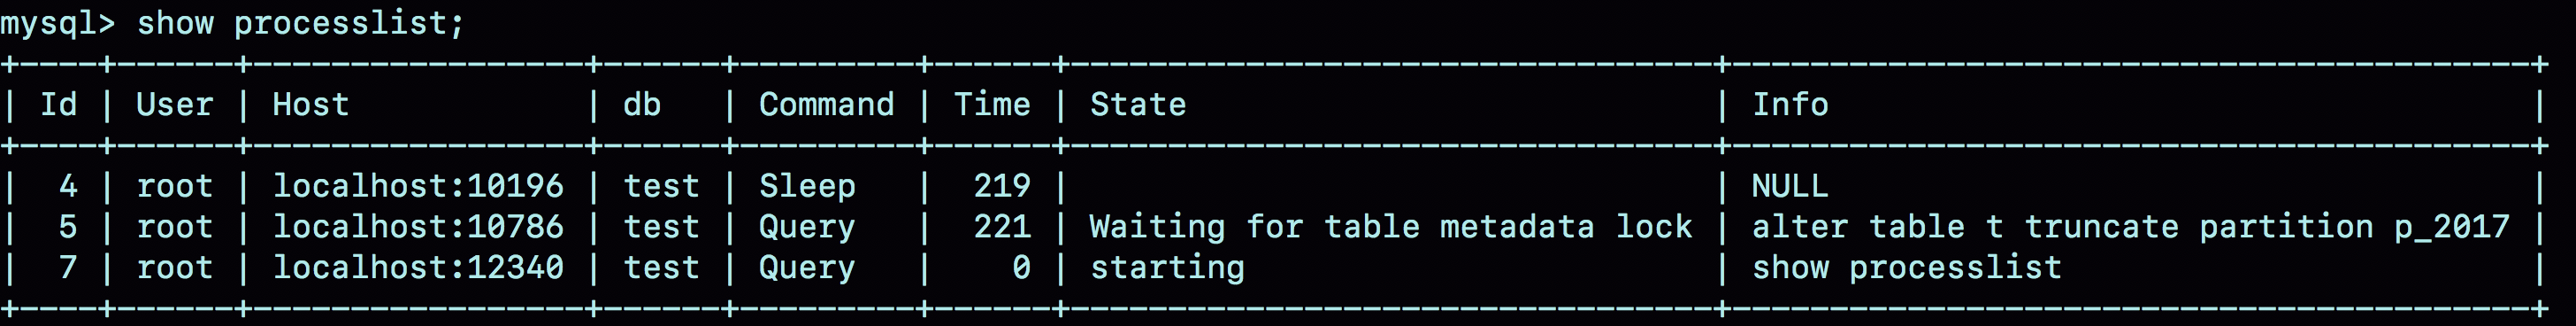 mysql> show processlist;
+----+------+-----------------+------+---------+------+---------------------------------+-----------------------------------------+
| Id | User | Host            | db   | Command | Time | State                           | Info                                    |
+----+------+-----------------+------+---------+------+---------------------------------+-----------------------------------------+
|  4 | root | localhost:10196 | test | Sleep   |  219 |                                 | NULL                                    |
|  5 | root | localhost:10786 | test | Query   |  221 | Waiting for table metadata lock | alter table t truncate partition p_2017 |
|  7 | root | localhost:12340 | test | Query   |    0 | starting                        | show processlist                        |
+----+------+-----------------+------+---------+------+---------------------------------+-----------------------------------------+